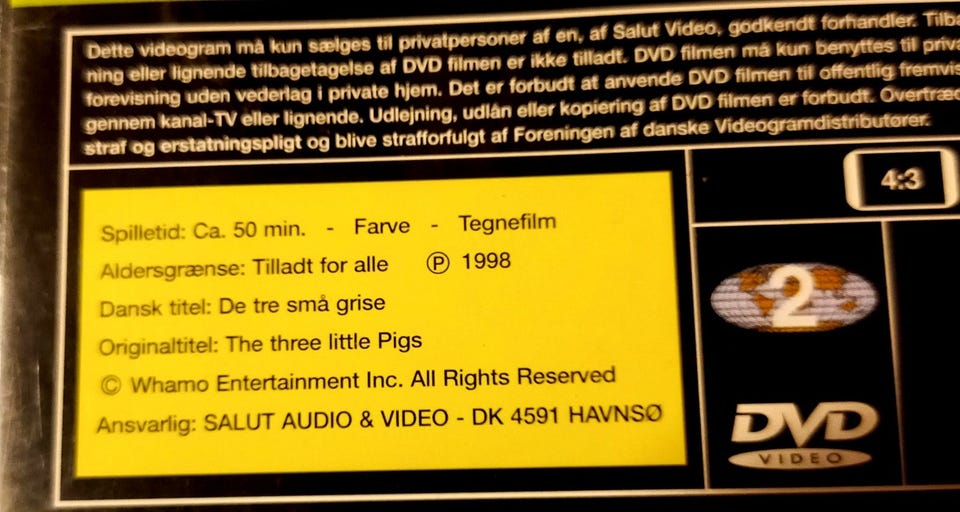 Dette videogram må kun sælges til privatpersoner af en, af Salut Video, godkendt forhandler.
ning eller lignende tilbagetagelse af DVD filmen er ikke tilladt. DVD filmen må kun benyttes til
forevisning uden vederlag i private hjem. Det er forbudt at anvende DVD filmen til offentlig
gennem kanal-TV eller lignende. Udlejning, udlån eller kopiering af DVD filmen er forbudt.
straf og erstatningspligt og blive strafforfulgt af Foreningen af danske Videogramdistributører.
4:3
Spilletid: Ca. 50 min. - Farve - Tegnefilm
Aldersgrænse: Tilladt for alle Ⓟ 1998
Dansk titel: De tre små grise
Originaltitel: The three little Pigs
© Whamo Entertainment Inc. All Rights Reserved
Ansvarlig: SALUT AUDIO & VIDEO - DK 4591 HAVNSØ
2
DVD
VIDEO